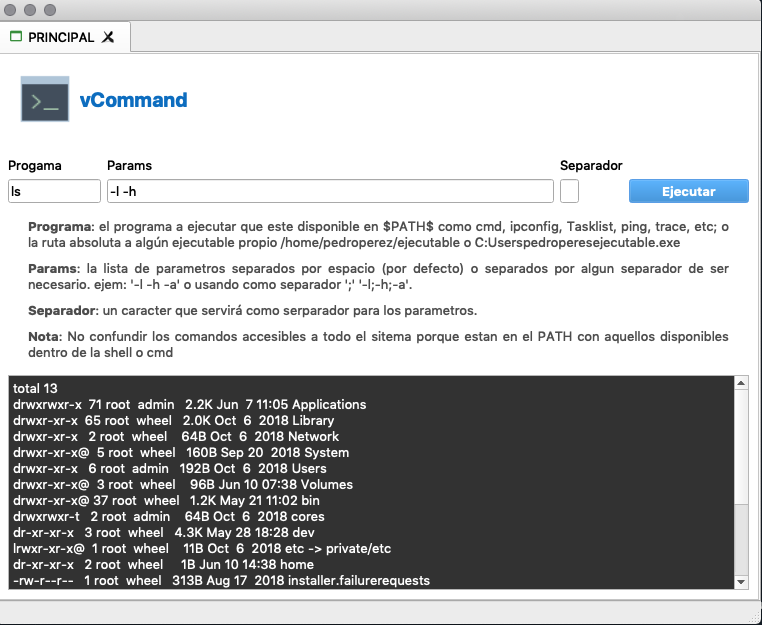 PRINCIPAL
>_ vCommand
Progama Params Separador
ls -l -h Ejecutar
Programa: el programa a ejecutar que este disponible en $PATH$ como cmd, ipconfig, Tasklist, ping, trace, etc; o
la ruta absoluta a algún ejecutable propio /home/pedroperez/ejecutable o C:Userspedroperesejecutable.exe
Params: la lista de parametros separados por espacio (por defecto) o separados por algun separador de ser
necesario. ejem: '-l -h -a' o usando como separador ';' '-l;-h;-a'.
Separador: un caracter que servirá como serparador para los parametros.
Nota: No confundir los comandos accesibles a todo el sitema porque estan en el PATH con aquellos disponibles
dentro de la shell o cmd
total 13
drwxrwxr-x 71 root admin 2.2K Jun 7 11:05 Applications
drwxr-xr-x 65 root wheel 2.0K Oct 6 2018 Library
drwxr-xr-x 2 root wheel 64B Oct 6 2018 Network
drwxr-xr-x@ 5 root wheel 160B Sep 20 2018 System
drwxr-xr-x 6 root admin 192B Oct 6 2018 Users
drwxr-xr-x@ 3 root wheel 96B Jun 10 07:38 Volumes
drwxr-xr-x@ 37 root wheel 1.2K May 21 11:02 bin
drwxrwxr-t 2 root admin 64B Oct 6 2018 cores
dr-xr-xr-x 3 root wheel 4.3K May 28 18:28 dev
lrwxr-xr-x@ 1 root wheel 11B Oct 6 2018 etc -> private/etc
dr-xr-xr-x 2 root wheel 1B Jun 10 14:38 home
-rw-r--r-- 1 root wheel 313B Aug 17 2018 installer.failurerequests